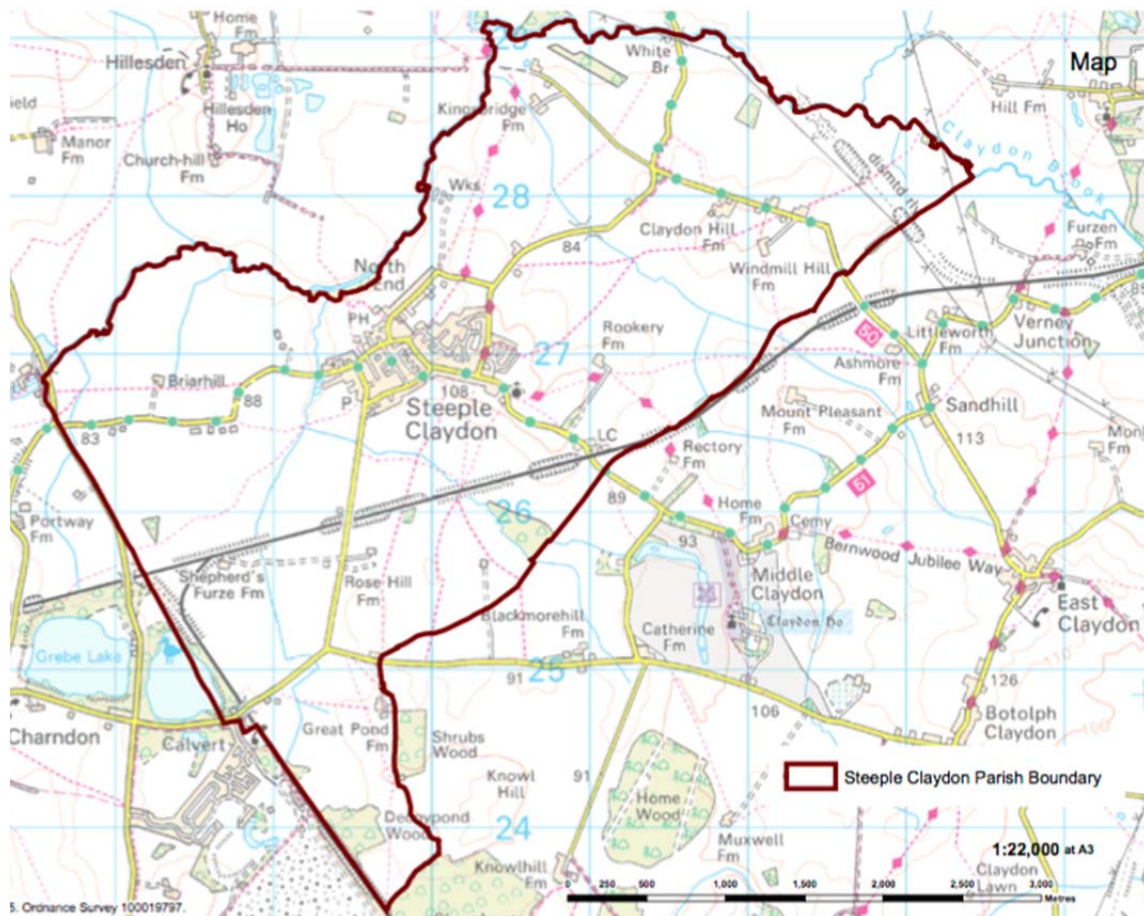 Home
Fm
Hillesden
Hillesden
Ho
Manor
Fm
Church-hill
Fm
White
Br
Map
Hill Fm
Claydon Brook
dismtd rly
28
Wks
Claydon Hill
Fm
84
Windmill Hill
Fm
Furzen
Fm
North
End
PH
Rookery
Fm
27
50
Littleworth
Fm
Verney
Junction
Ashmore
Fm
Briarhill
88
P
108
Steeple
Claydon
Mount Pleasant
Fm
Sandhill
83
LC
113
Rectory
Fm
51
89
26
Home
Fm
Cemy
93
Portway
Fm
Bernwood Jubilee Way
Shepherd's
Furze Fm
Rose Hill
Fm
Middle
Claydon
East
Claydon
Blackmorehill
Fm
Claydon Ho
Catherine
Fm
Grebe Lake
25
91
110
126
Great Pond
Fm
106
100
Botolph
Claydon
Charndon
Calvert
Shrubs
Wood
Steeple Claydon Parish Boundary
Knowl
Hill
91
Home
Wood
Decoypond
Wood
24
Muxwell
Fm
1:22,000 at A3
Knowlhill
Fm
Claydon
Lawn
0 250 500 1,000 1,500 2,000 2,500 3,000
Metres
5. Ordnance Survey 100019797.